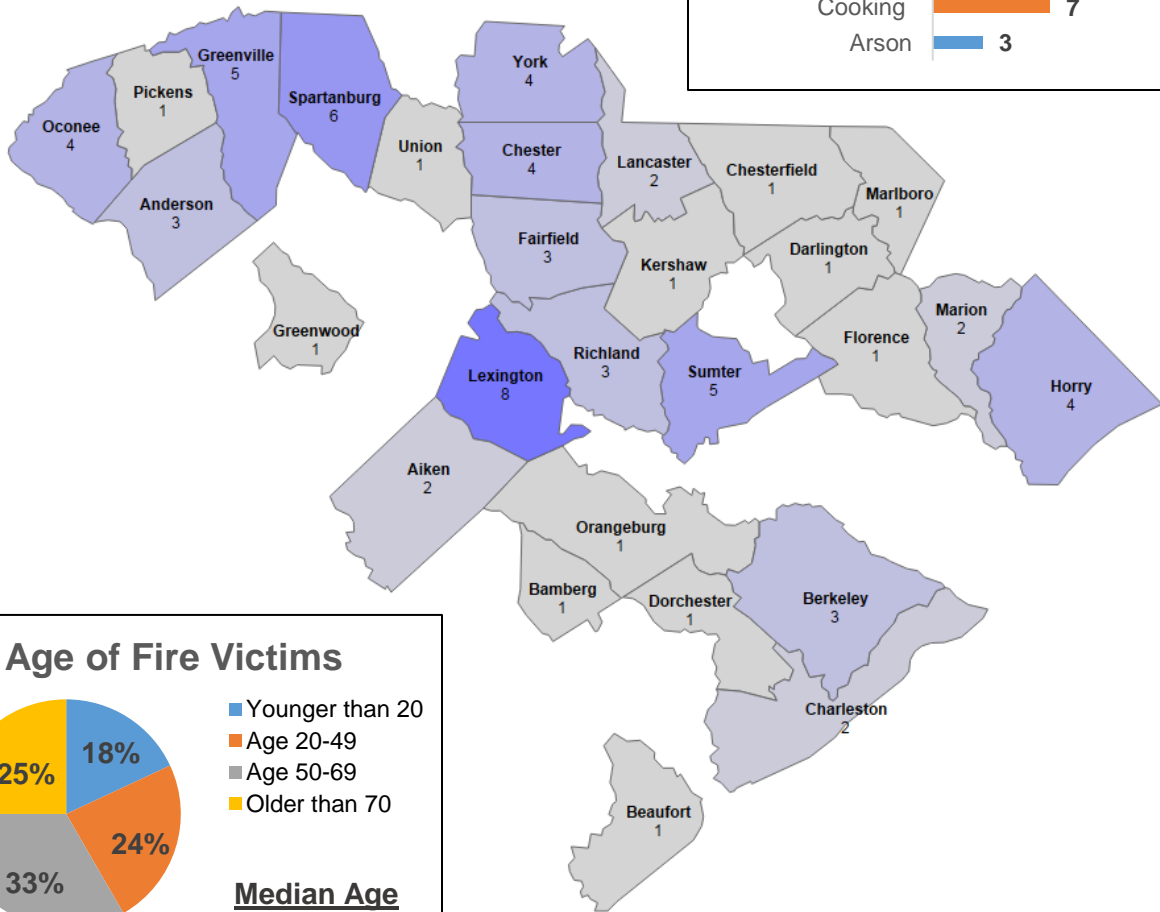 Cooking 7
Arson 3
Greenville
5
York
4
Pickens
1
Spartanburg
6
Oconee
4
Union
1
Chester
4
Lancaster
2
Chesterfield
1
Marlboro
1
Anderson
3
Fairfield
3
Kershaw
1
Darlington
1
Greenwood
1
Marion
2
Florence
1
Richland
3
Lexington
8
Sumter
5
Horry
4
Aiken
2
Orangeburg
1
Bamberg
1
Dorchester
1
Berkeley
3
Charleston
2
Beaufort
1
Age of Fire Victims
Younger than 20
Age 20-49
Age 50-69
Older than 70
18%
25%
24%
33%
Median Age